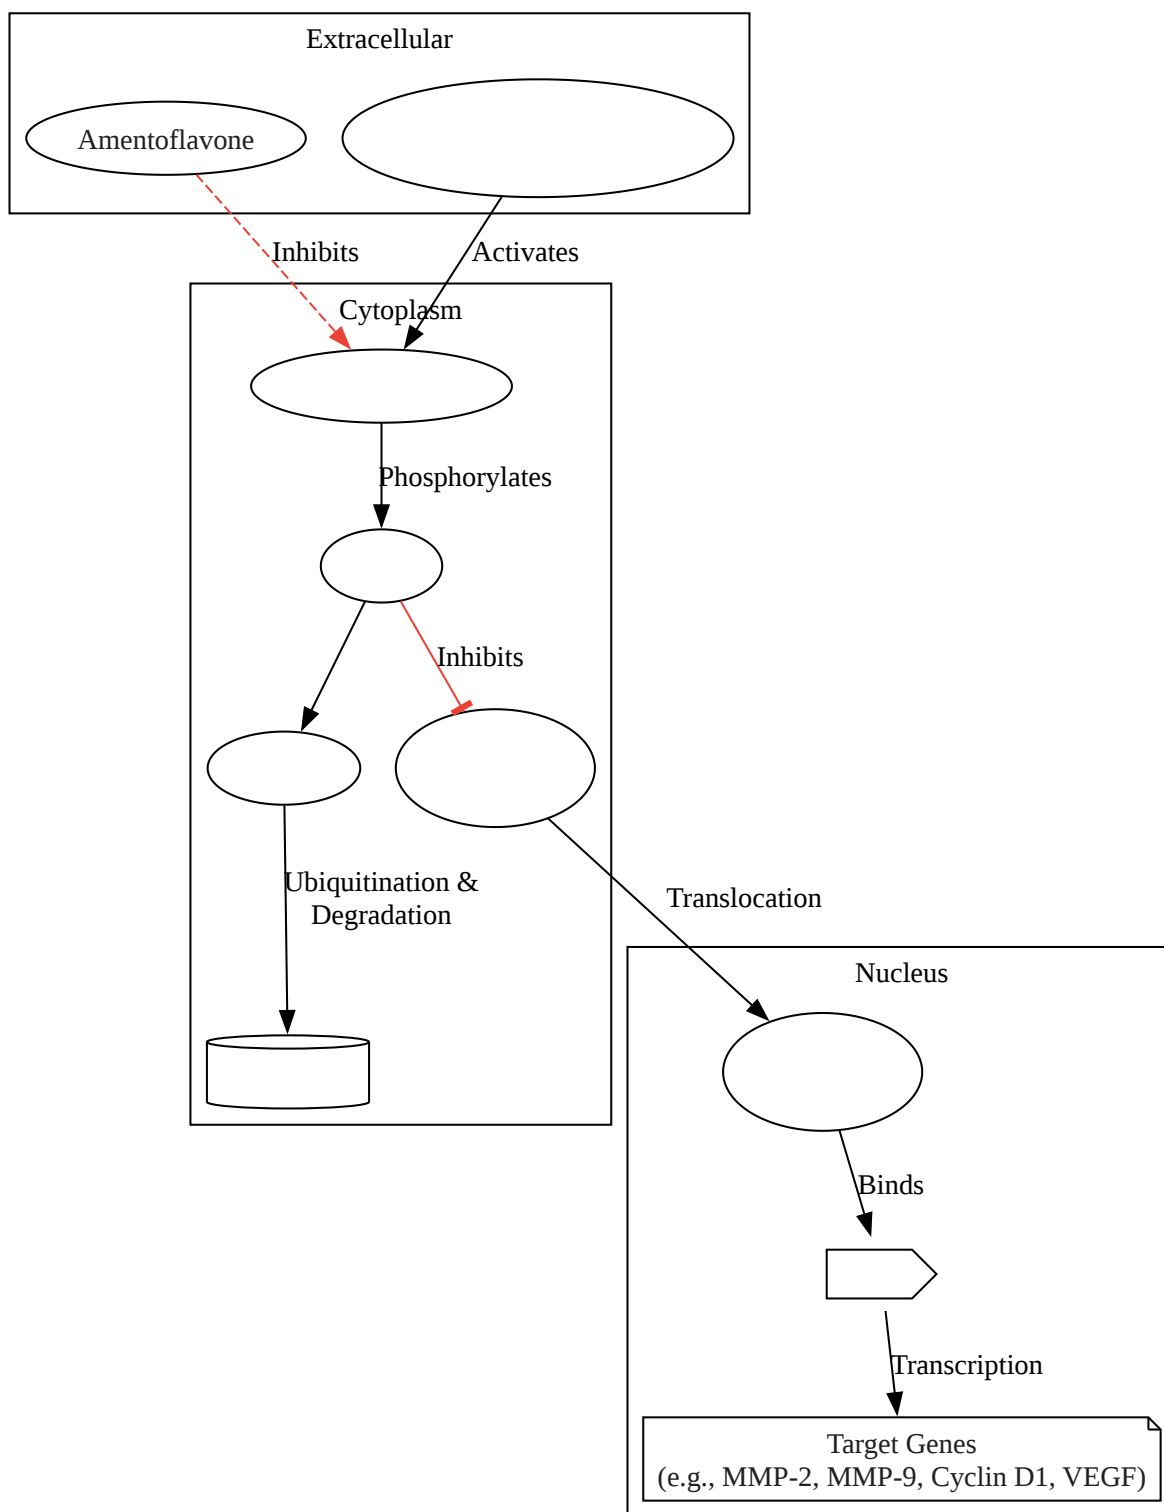 Extracellular
Amentoflavone
Inhibits
Activates
Cytoplasm
Phosphorylates
Inhibits
Ubiquitination &
Degradation
Translocation
Nucleus
Binds
Transcription
Target Genes
(e.g., MMP-2, MMP-9, Cyclin D1, VEGF)